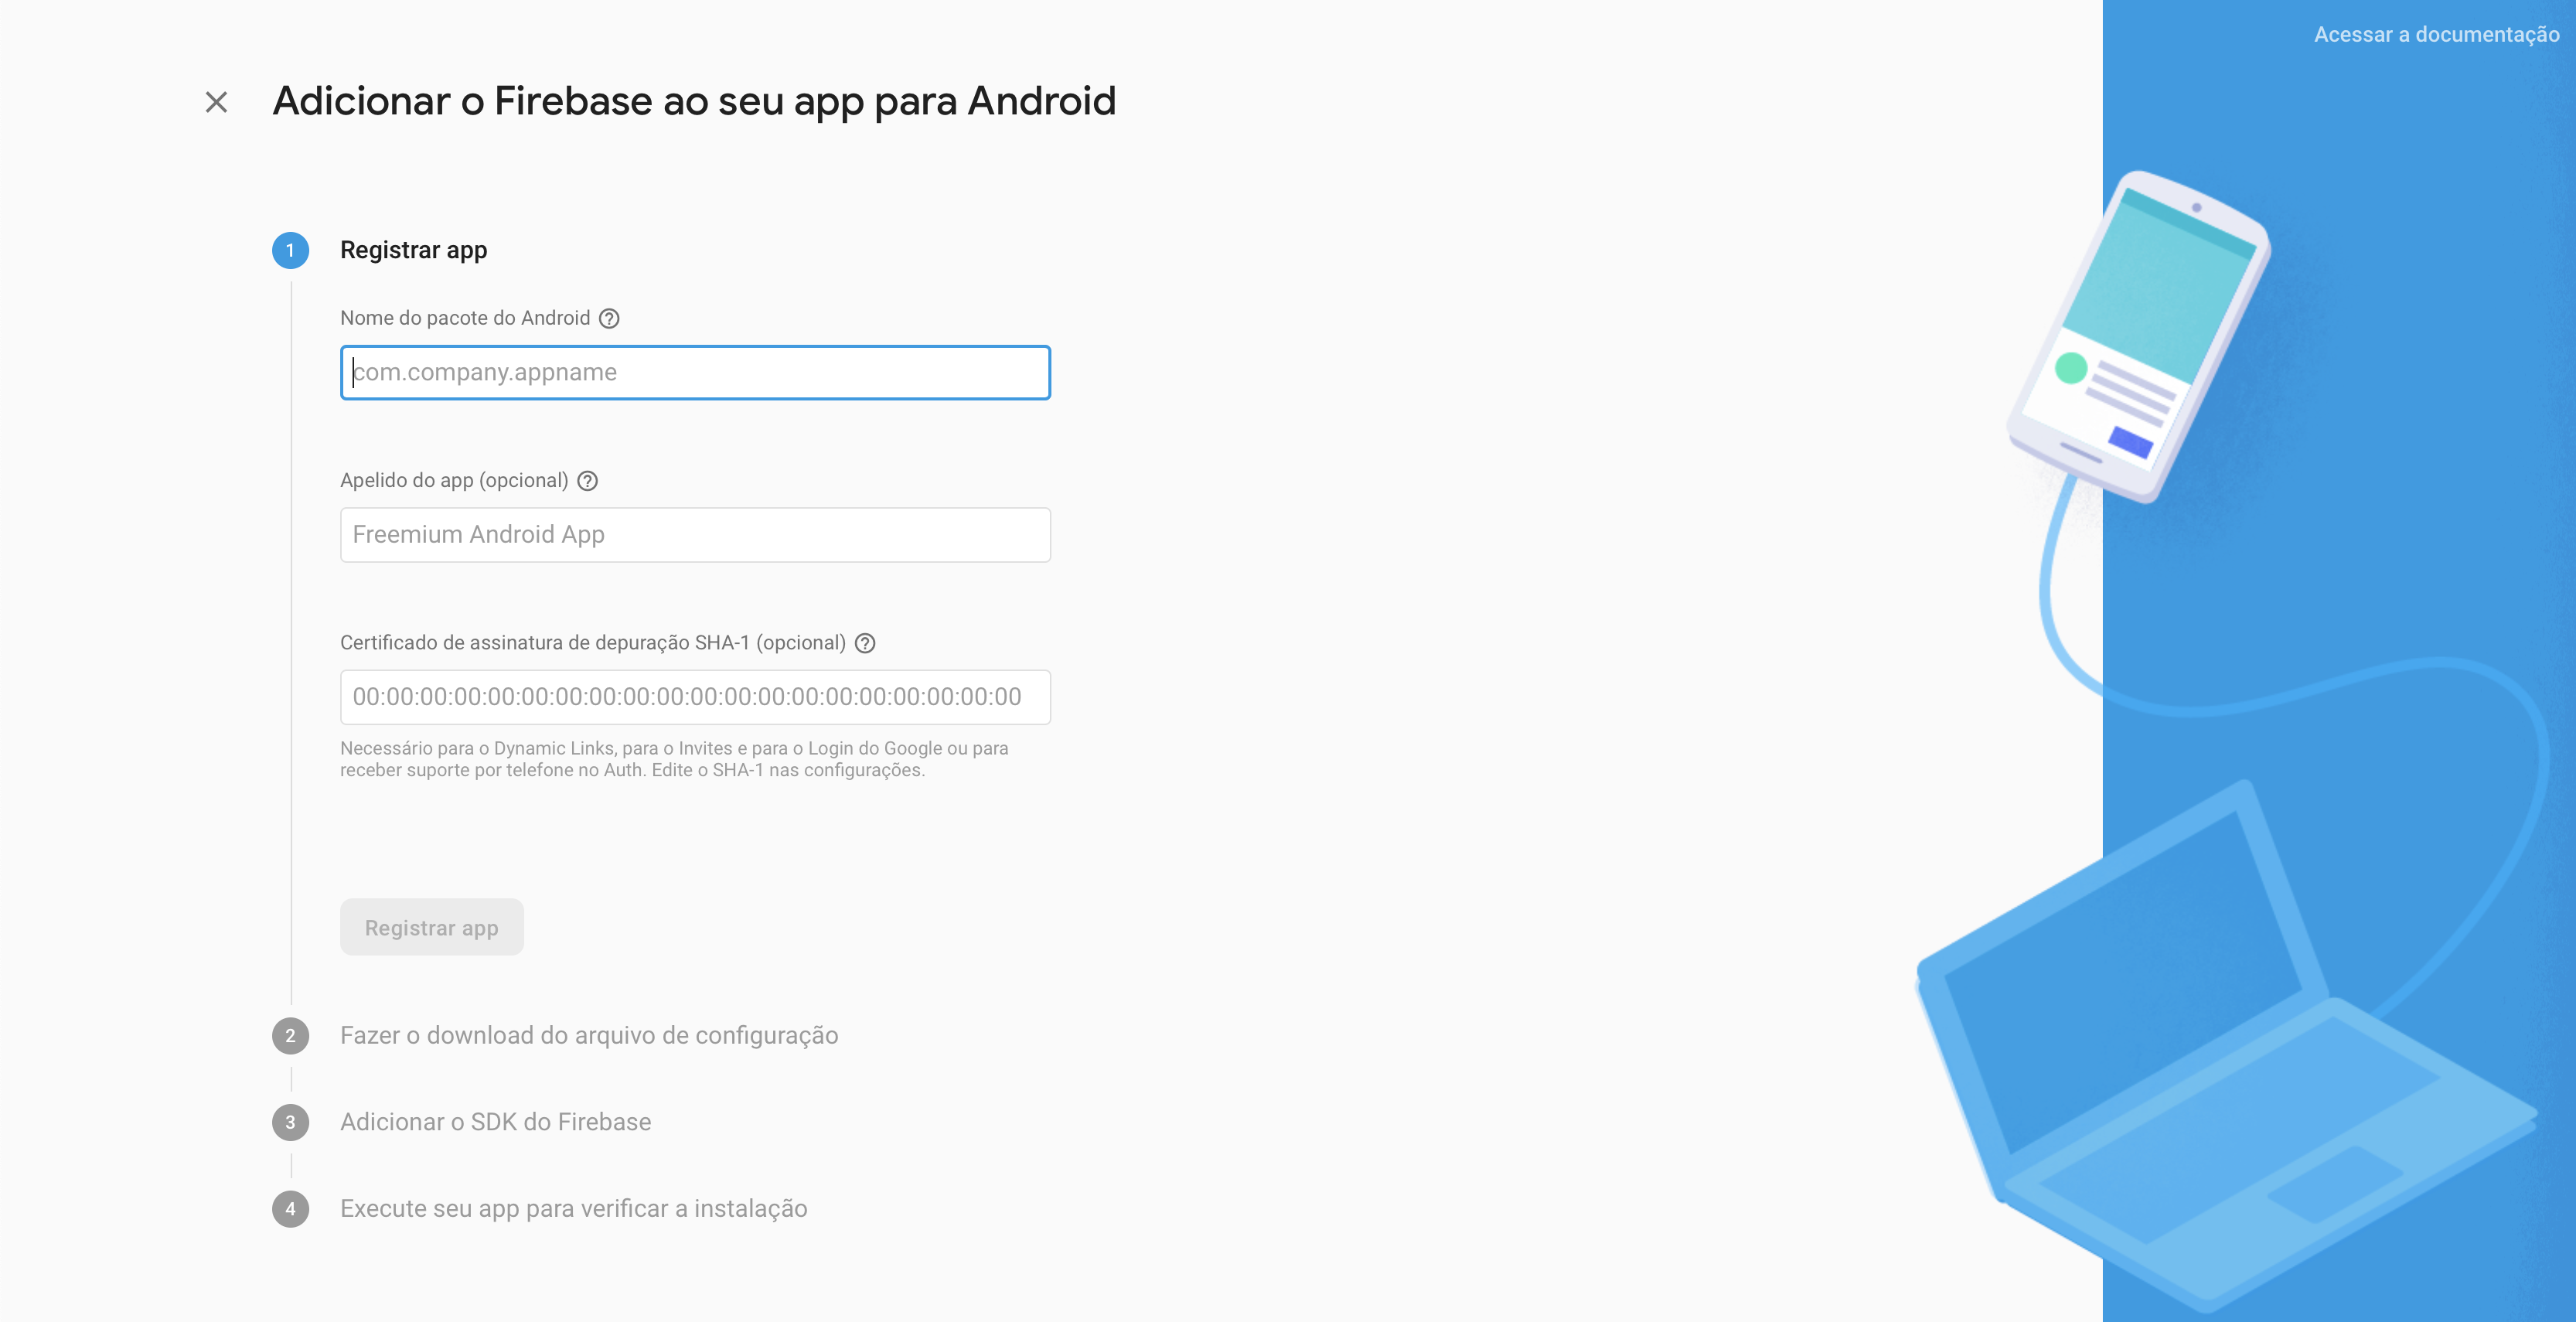 Acessar a documentação
Adicionar o Firebase ao seu app para Android
1 Registrar app
Nome do pacote do Android ?
com.company.appname
Apelido do app (opcional) ?
Freemium Android App
Certificado de assinatura de depuração SHA-1 (opcional) ?
00:00:00:00:00:00:00:00:00:00:00:00:00:00:00:00:00:00:00:00
Necessário para o Dynamic Links, para o Invites e para o Login do Google ou para
receber suporte por telefone no Auth. Edite o SHA-1 nas configurações.
Registrar app
2 Fazer o download do arquivo de configuração
3 Adicionar o SDK do Firebase
4 Execute seu app para verificar a instalação